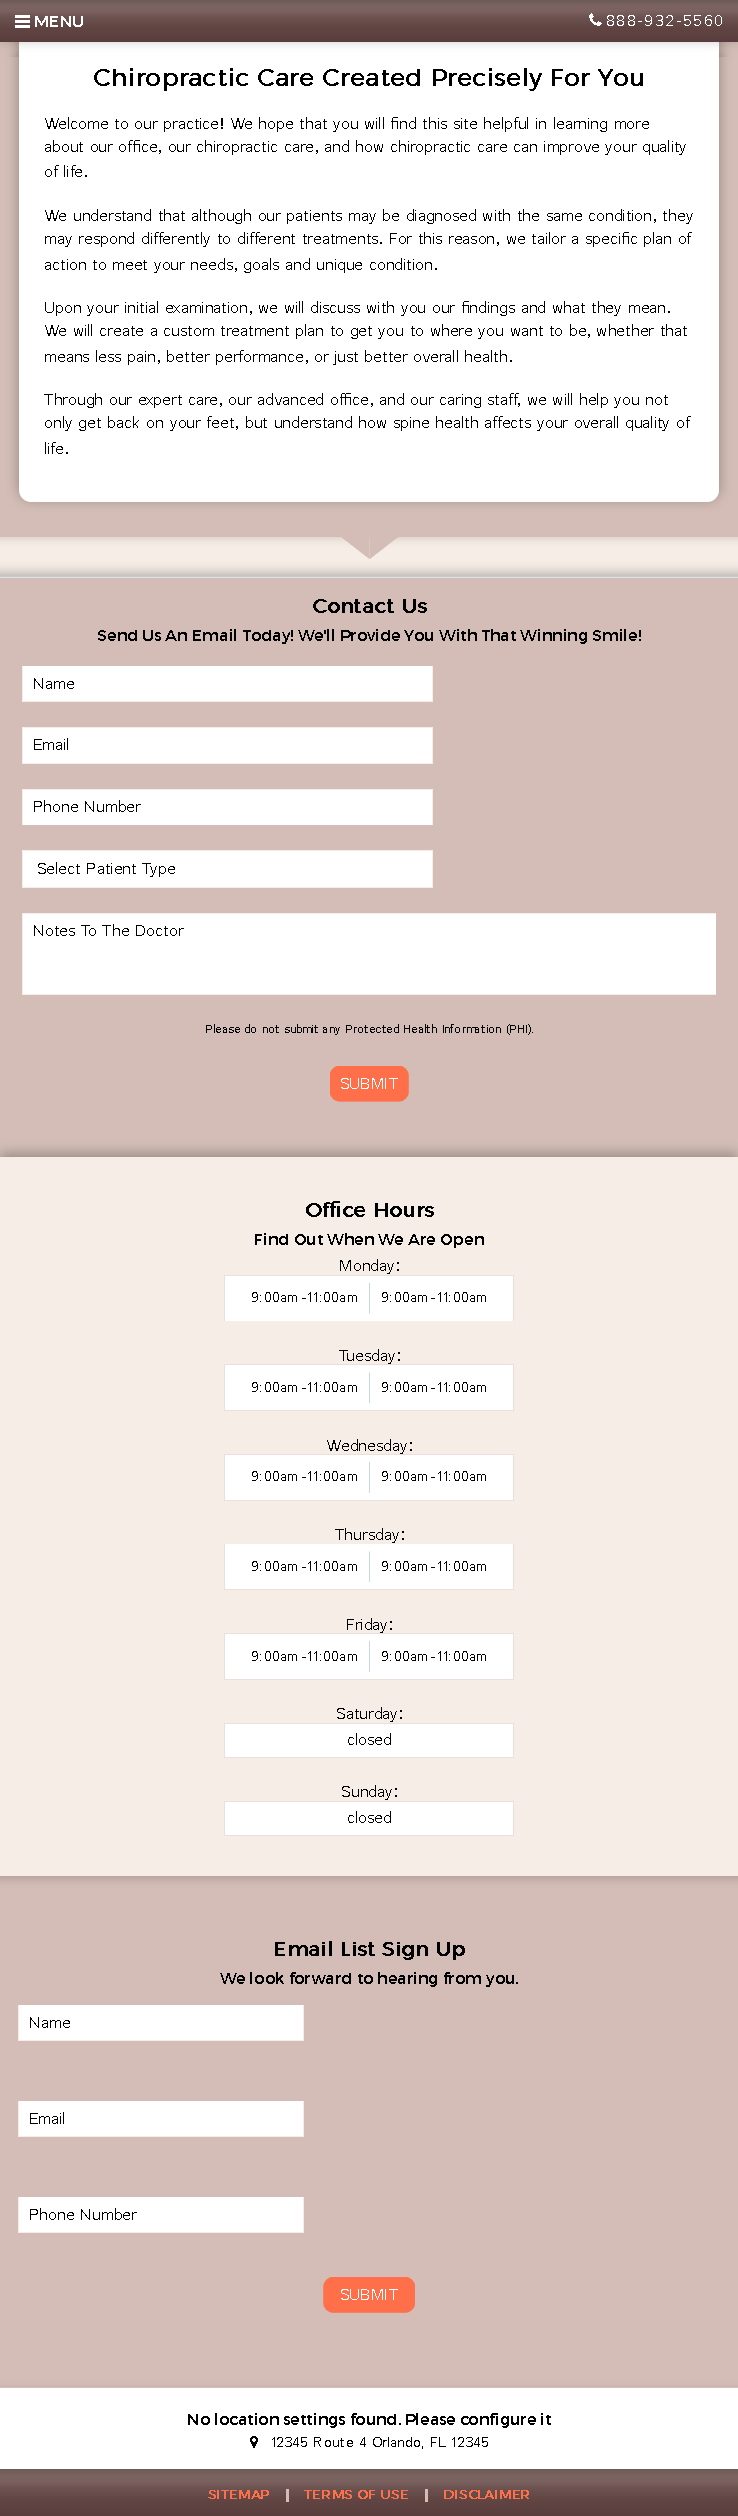 MENU
888-932-5560
Chiropractic Care Created Precisely For You
Welcome to our practice! We hope that you will find this site helpful in learning more
about our office, our chiropractic care, and how chiropractic care can improve your quality
of life.
We understand that although our patients may be diagnosed with the same condition, they
may respond differently to different treatments. For this reason, we tailor a specific plan of
action to meet your needs, goals and unique condition.
Upon your initial examination, we will discuss with you our findings and what they mean.
We will create a custom treatment plan to get you to where you want to be, whether that
means less pain, better performance, or just better overall health.
Through our expert care, our advanced office, and our caring staff, we will help you not
only get back on your feet, but understand how spine health affects your overall quality of
life.
Contact Us
Send Us An Email Today! We'll Provide You With That Winning Smile!
Name
Email
Phone Number
Select Patient Type
Notes To The Doctor
Please do not submit any Protected Health Information (PHI).
SUBMIT
Office Hours
Find Out When We Are Open
Monday:
9:00am -11:00am 9:00am -11:00am
Tuesday:
9:00am -11:00am 9:00am -11:00am
Wednesday:
9:00am -11:00am 9:00am -11:00am
Thursday:
9:00am -11:00am 9:00am -11:00am
Friday:
9:00am -11:00am 9:00am -11:00am
Saturday:
closed
Sunday:
closed
Email List Sign Up
We look forward to hearing from you.
Name
Email
Phone Number
SUBMIT
No location settings found. Please configure it
12345 Route 4 Orlando, FL 12345
SITEMAP | TERMS OF USE | DISCLAIMER